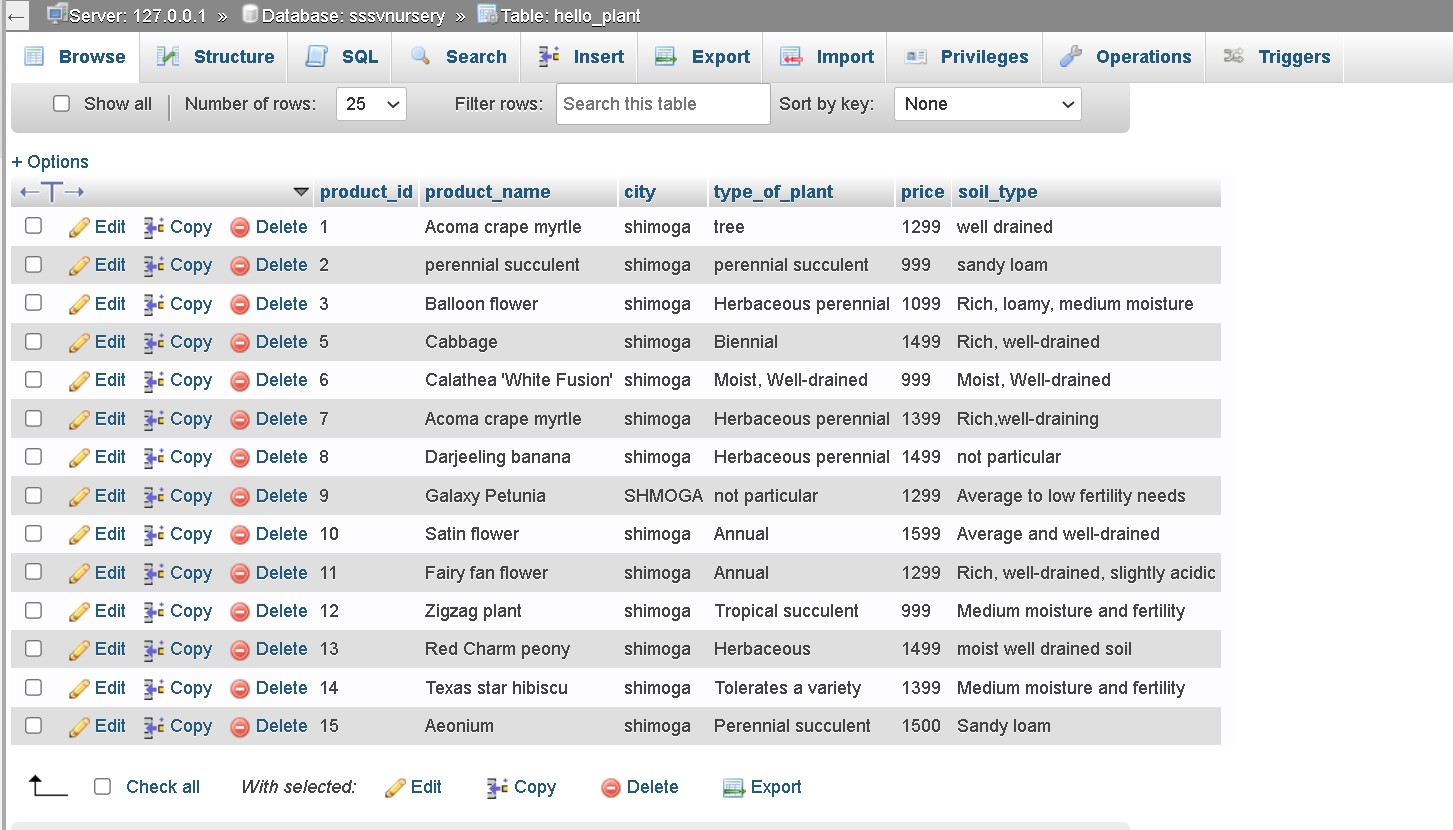 Server: 127.0.0.1 » Database: sssvnursery » Table: hello_plant
Browse Structure SQL Search Insert Export Import Privileges Operations Triggers
Show all Number of rows: 25 Filter rows: Search this table Sort by key: None
+ Options
←T→ product_id product_name city type_of_plant price soil_type
Edit Copy Delete 1 Acoma crape myrtle shimoga tree 1299 well drained
Edit Copy Delete 2 perennial succulent shimoga perennial succulent 999 sandy loam
Edit Copy Delete 3 Balloon flower shimoga Herbaceous perennial 1099 Rich, loamy, medium moisture
Edit Copy Delete 5 Cabbage shimoga Biennial 1499 Rich, well-drained
Edit Copy Delete 6 Calathea 'White Fusion' shimoga Moist, Well-drained 999 Moist, Well-drained
Edit Copy Delete 7 Acoma crape myrtle shimoga Herbaceous perennial 1399 Rich,well-draining
Edit Copy Delete 8 Darjeeling banana shimoga Herbaceous perennial 1499 not particular
Edit Copy Delete 9 Galaxy Petunia SHMOGA not particular 1299 Average to low fertility needs
Edit Copy Delete 10 Satin flower shimoga Annual 1599 Average and well-drained
Edit Copy Delete 11 Fairy fan flower shimoga Annual 1299 Rich, well-drained, slightly acidic
Edit Copy Delete 12 Zigzag plant shimoga Tropical succulent 999 Medium moisture and fertility
Edit Copy Delete 13 Red Charm peony shimoga Herbaceous 1499 moist well drained soil
Edit Copy Delete 14 Texas star hibiscu shimoga Tolerates a variety 1399 Medium moisture and fertility
Edit Copy Delete 15 Aeonium shimoga Perennial succulent 1500 Sandy loam
Check all With selected: Edit Copy Delete Export